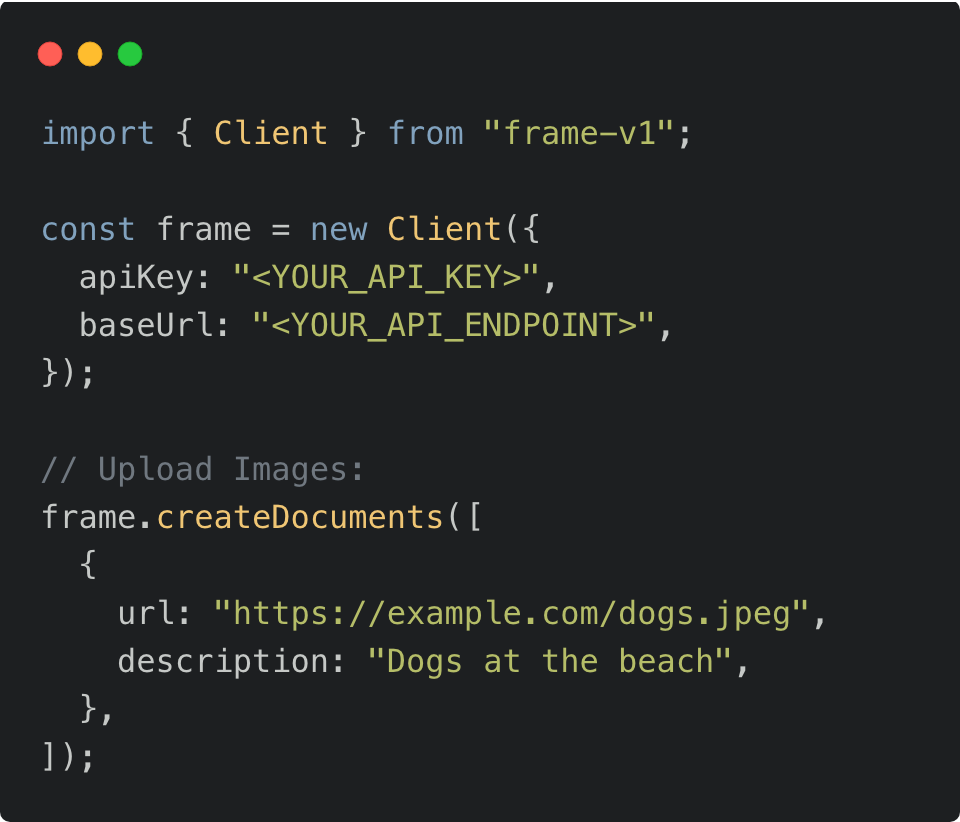 import { Client } from "frame-v1";
const frame = new Client({
  apiKey: "<YOUR_API_KEY>",
  baseUrl: "<YOUR_API_ENDPOINT>",
});
// Upload Images:
frame.createDocuments([
  {
    url: "https://example.com/dogs.jpeg",
    description: "Dogs at the beach",
  },
]);